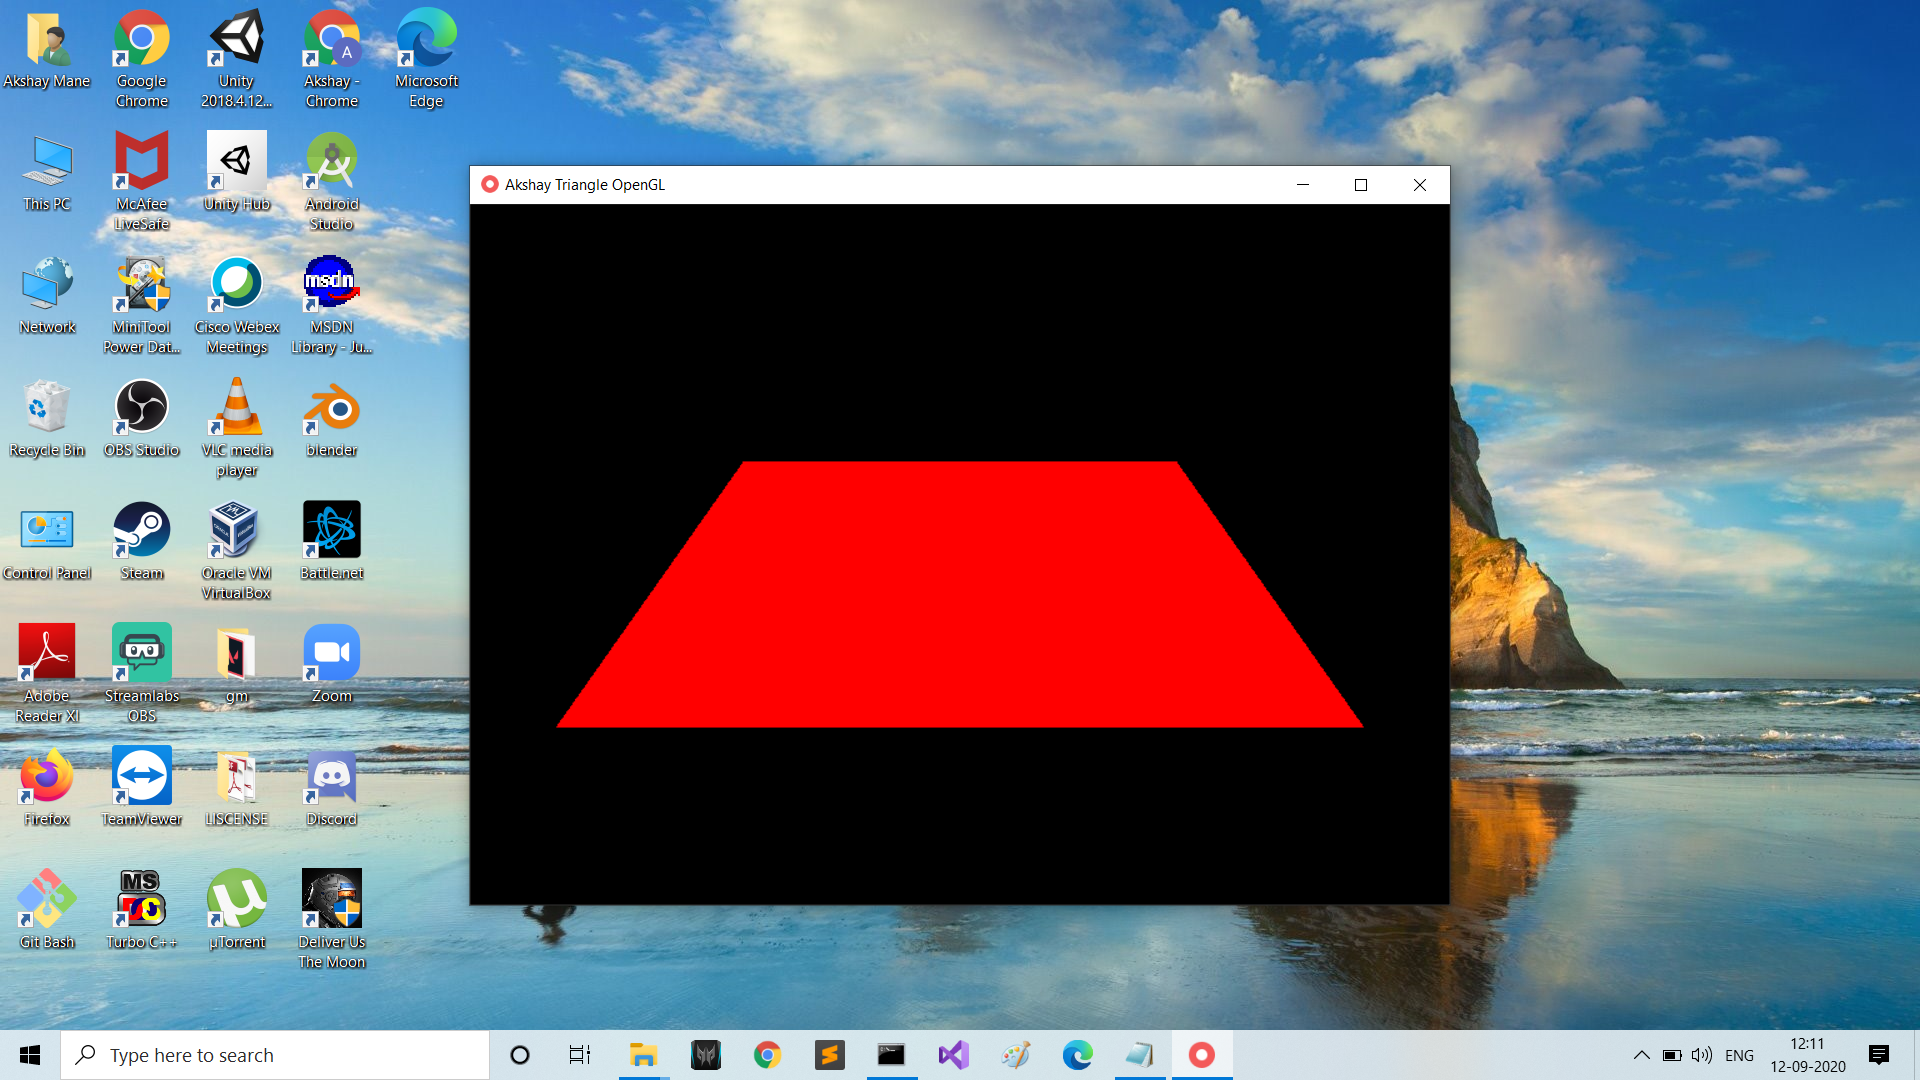 Akshay Mane
Google
Chrome
Unity
2018.4.12...
A
Akshay -
Chrome
Microsoft
Edge
This PC
McAfee
LiveSafe
Unity Hub
Android
Studio
Network
MiniTool
Power Dat...
Cisco Webex
Meetings
msdn
MSDN
Library - Ju...
Recycle Bin
OBS Studio
VLC media
player
blender
Control Panel
Steam
Oracle VM
VirtualBox
Battle.net
Adobe
Reader XI
Streamlabs
OBS
gm
Zoom
Firefox
TeamViewer
LISCENSE
Discord
Git Bash
MS
Turbo C++
µTorrent
Deliver Us
The Moon
Akshay Triangle OpenGL
Type here to search
ENG
12:11
12-09-2020